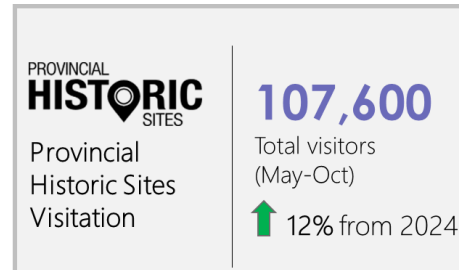 PROVINCIAL
HISTORIC
SITES
Provincial
Historic Sites
Visitation
107,600
Total visitors
(May-Oct)
12% from 2024